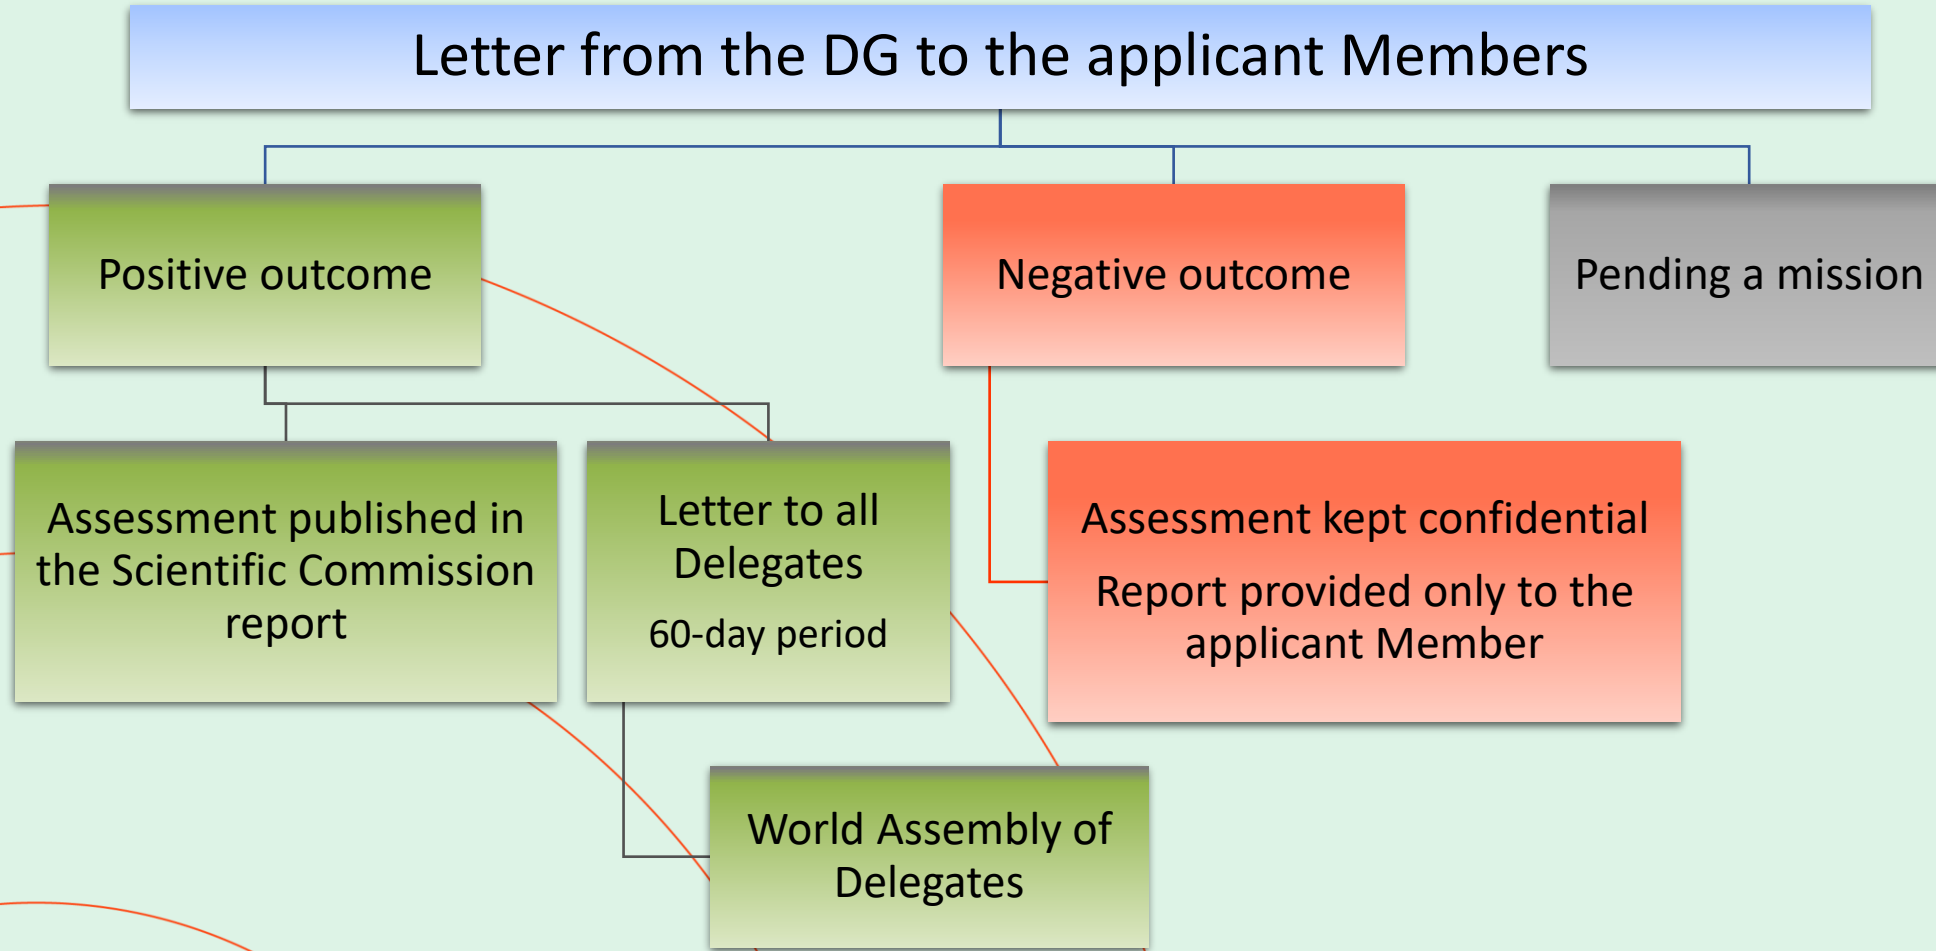 Letter from the DG to the applicant Members
Positive outcome
Negative outcome
Pending a mission
Assessment published in
the Scientific Commission
report
Letter to all
Delegates
60-day period
Assessment kept confidential
Report provided only to the
applicant Member
World Assembly of
Delegates